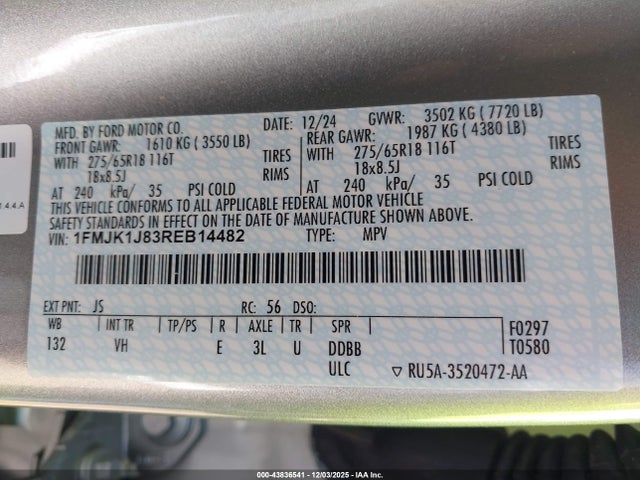 MFD. BY FORD MOTOR CO.
DATE: 12/24 GVWR: 3502 KG ( 7720 LB)
FRONT GAWR: 1610 KG ( 3550 LB)
REAR GAWR: 1987 KG ( 4380 LB)
WITH 275/65R18 116T TIRES
WITH 275/65R18 116T TIRES
18x8.5J RIMS
18x8.5J RIMS
AT 240 kPa/ 35 PSI COLD
AT 240 kPa/ 35 PSI COLD
THIS VEHICLE CONFORMS TO ALL APPLICABLE FEDERAL MOTOR VEHICLE
SAFETY STANDARDS IN EFFECT ON THE DATE OF MANUFACTURE SHOWN ABOVE.
VIN: 1FMJK1J83REB14482 TYPE: MPV
EXT PNT: JS RC: 56 DSO:
WB INT TR TP/PS R AXLE TR SPR F0297
132 VH E 3L U DDBB T0580
ULC ▽ RU5A-3520472-AA
4.4.A
000-43836541 - 12/03/2025 - IAA Inc.